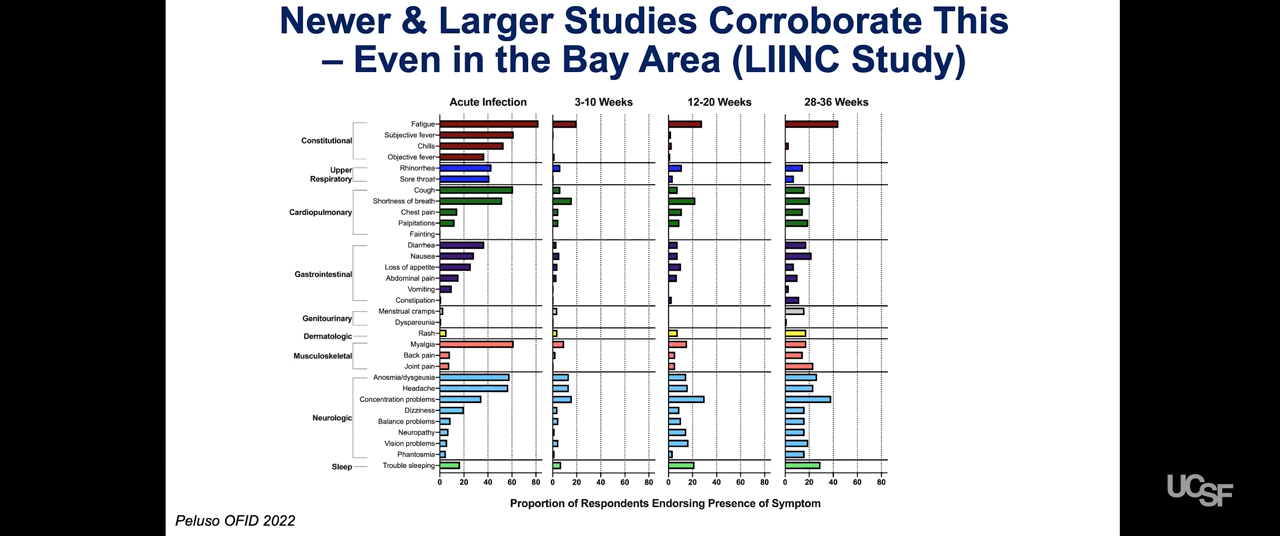 Newer & Larger Studies Corroborate This
– Even in the Bay Area (LIINC Study)
Acute Infection 3-10 Weeks 12-20 Weeks 28-36 Weeks
Constitutional
Fatigue
Subjective fever
Chills
Objective fever
Upper
Respiratory
Rhinorrhea
Sore throat
Cardiopulmonary
Cough
Shortness of breath
Chest pain
Palpitations
Fainting
Gastrointestinal
Diarrhea
Nausea
Loss of appetite
Abdominal pain
Vomiting
Constipation
Genitourinary
Menstrual cramps
Dyspareunia
Dermatologic
Rash
Musculoskeletal
Myalgia
Back pain
Joint pain
Neurologic
Anosmia/dysgeusia
Headache
Concentration problems
Dizziness
Balance problems
Neuropathy
Vision problems
Phantosmia
Sleep
Trouble sleeping
0 20 40 60 80 0 20 40 60 80 0 20 40 60 80 0 20 40 60 80
Proportion of Respondents Endorsing Presence of Symptom
Peluso OFID 2022
UCSF